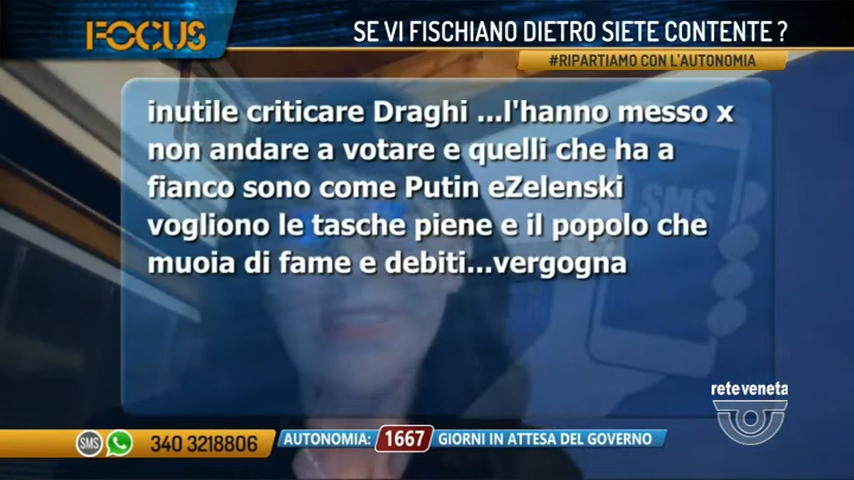 FOCUS
SE VI FISCHIANO DIETRO SIETE CONTENTE ?
#RIPARTIAMO CON L'AUTONOMIA
inutile criticare Draghi ...l'hanno messo x
non andare a votare e quelli che ha a
fianco sono come Putin eZelenski
vogliono le tasche piene e il popolo che
muoia di fame e debiti...vergogna
SMS
reteveneta
SMS 340 3218806 AUTONOMIA: 1667 GIORNI IN ATTESA DEL GOVERNO